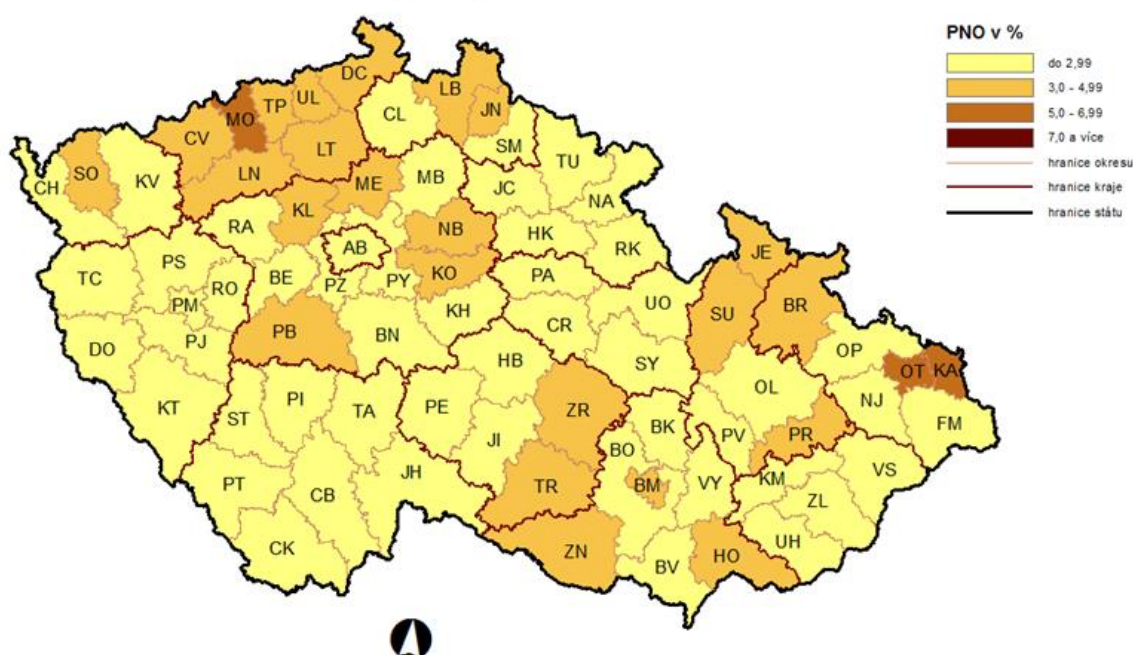 PNO v %
do 2,99
3,0 - 4,99
5,0 - 6,99
7,0 a více
hranice okresu
hranice kraje
hranice státu
DC
LB
JN
UL
TP
MO
CV
LT
CL
SM
LN
TU
CH
SO
KV
ME
MB
JC
NA
KL
RA
NB
HK
RK
AB
KO
JE
TC
PS
RO
BE
PZ
PY
PA
UO
SU
BR
PM
KH
PB
BN
CR
OP
DO
PJ
HB
SY
OL
OT
KA
KT
ST
PI
TA
PE
ZR
BK
NJ
FM
JI
BO
PV
PR
PT
CB
JH
TR
BM
VY
KM
VS
ZL
CK
ZN
BV
HO
UH